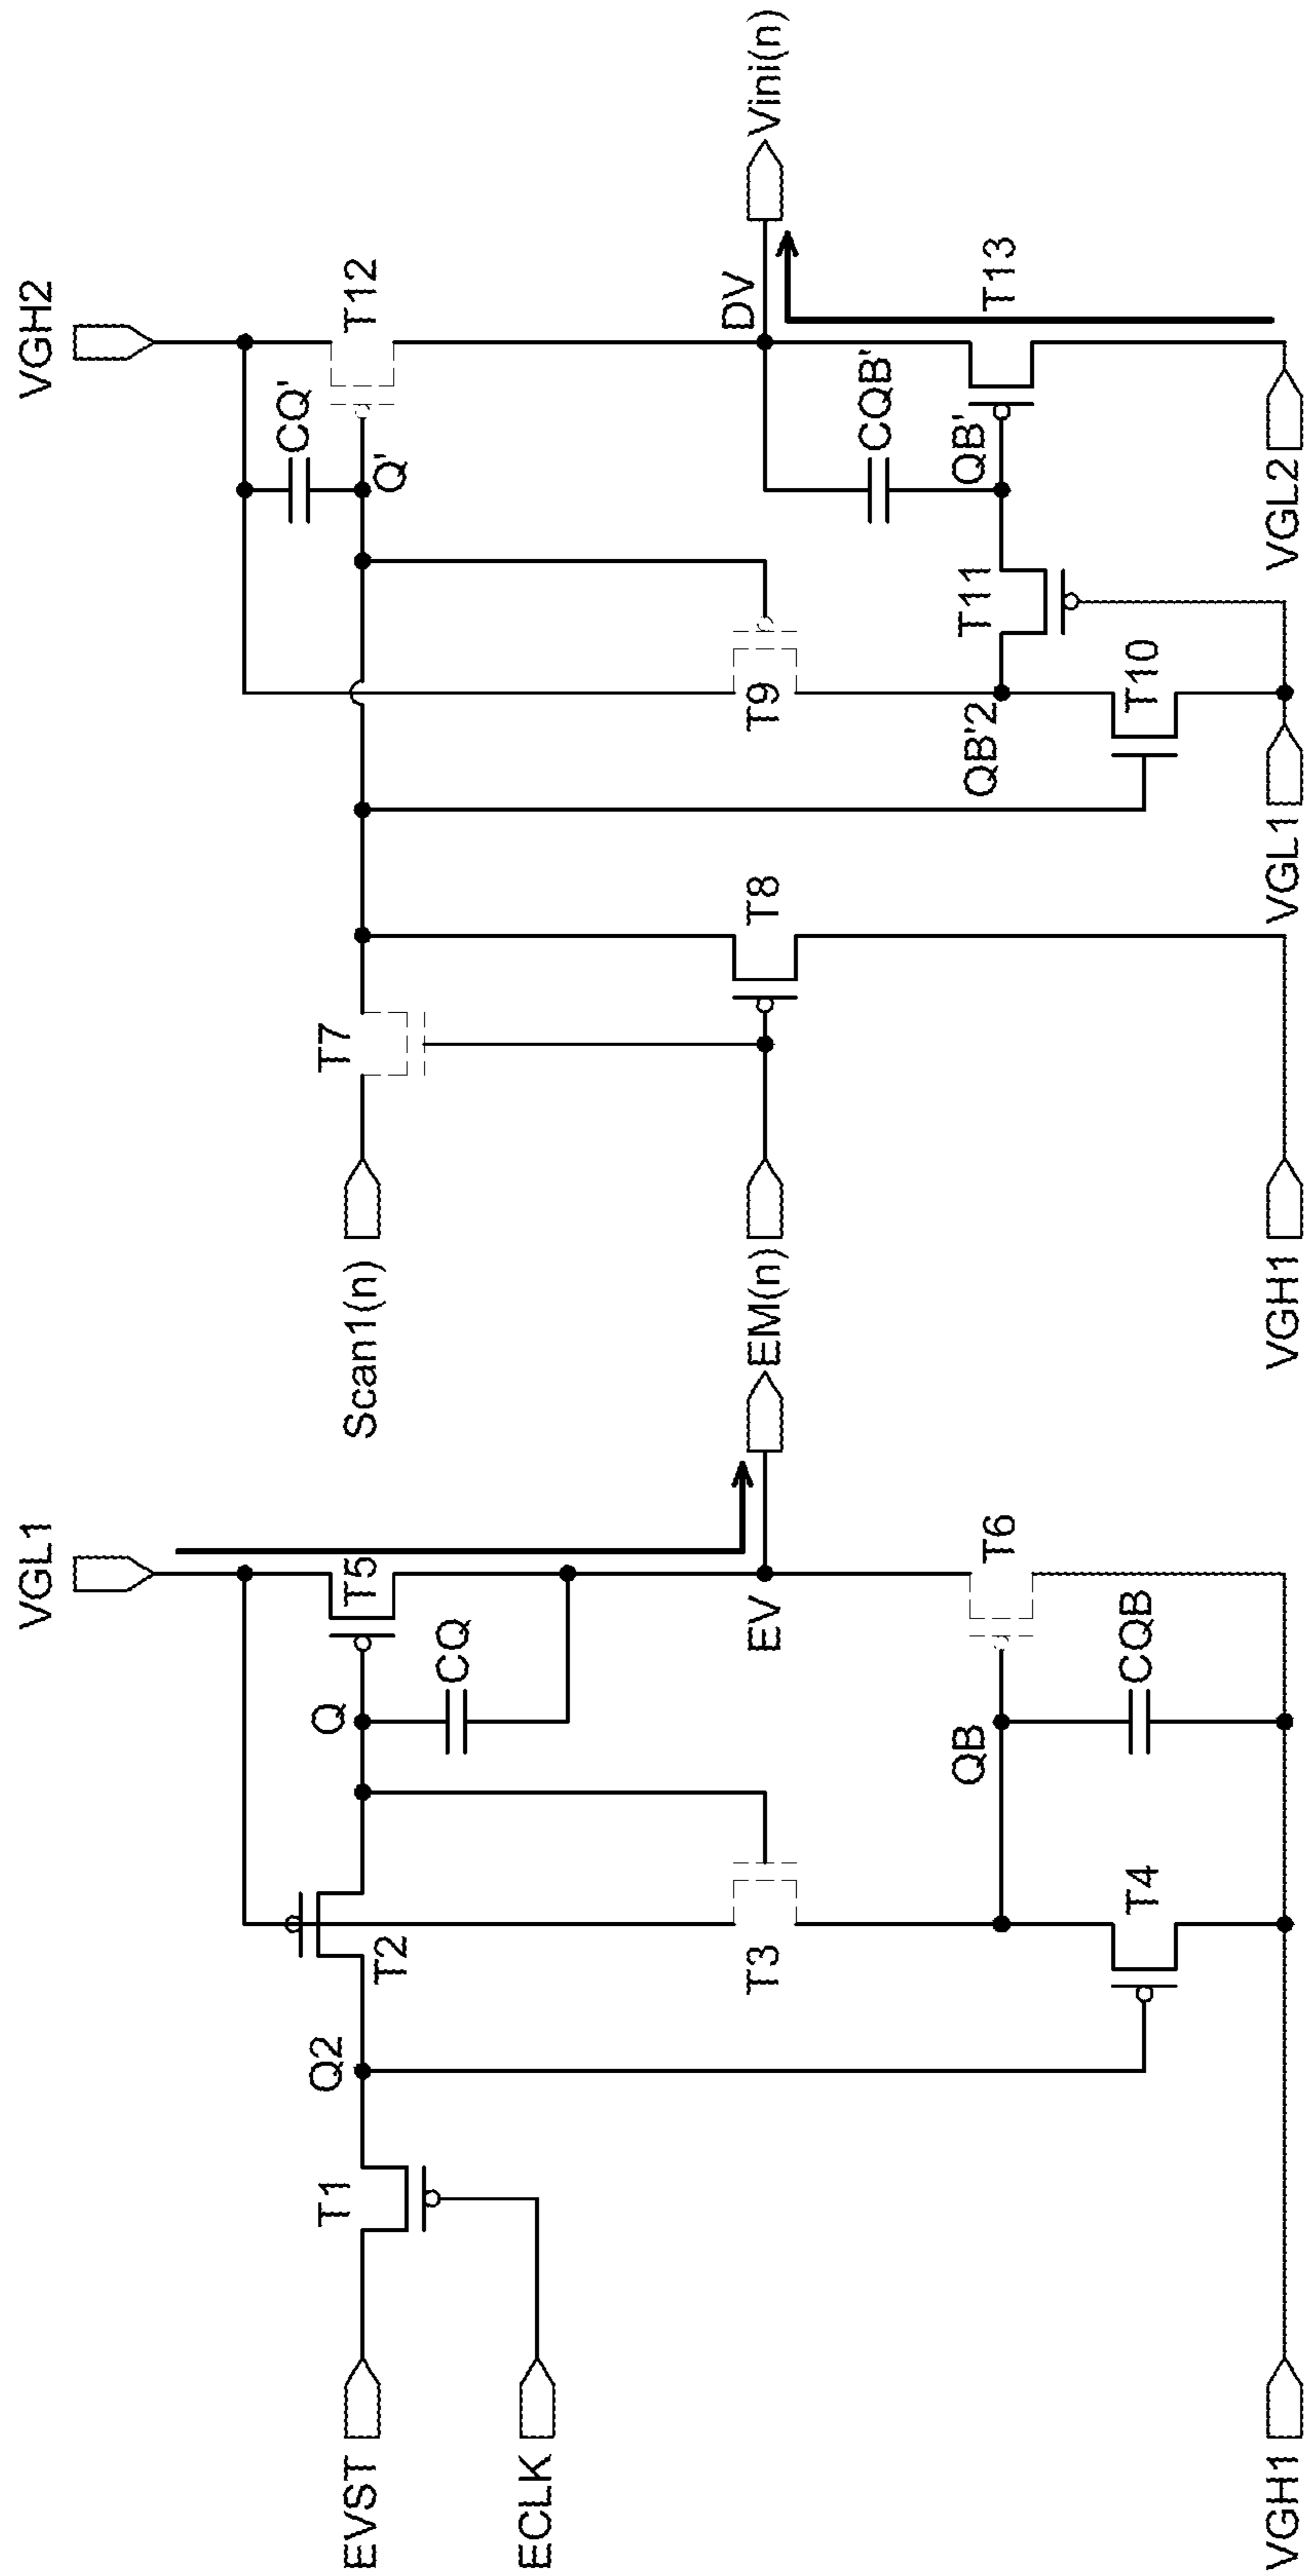 VGL1
VGH2
EVST
T1
Q2
T2
Q
T5
CQ
ECLK
T3
EV
EM(n)
QB
T6
T4
CQB
VGH1
Scan1(n)
T7
T8
Q'
CQ'
T12
T9
DV
Vini(n)
CQB'
QB'2
T11
QB'
T13
T10
VGH1
VGL1
VGL2